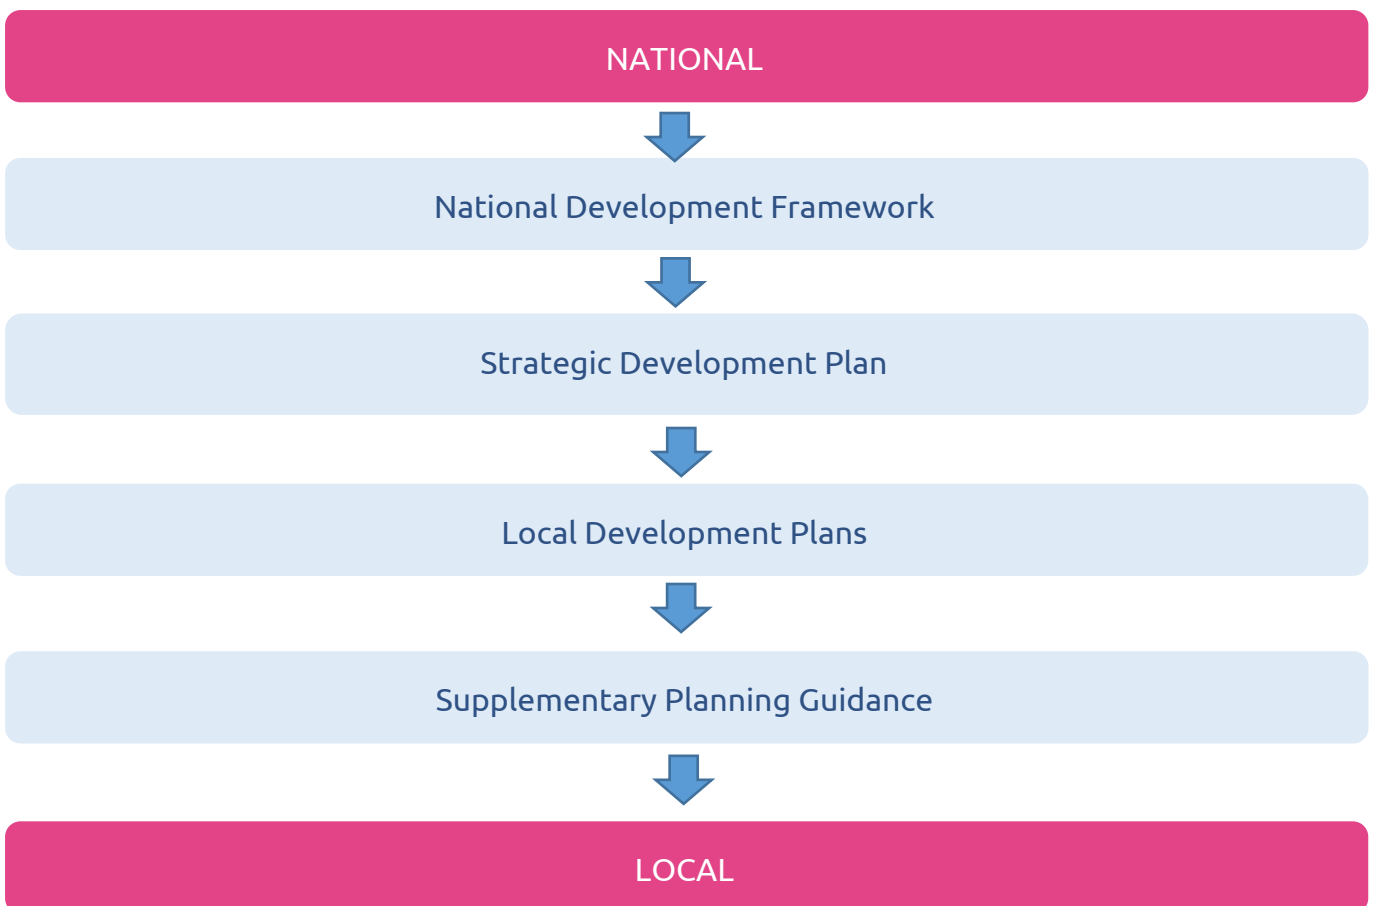 NATIONAL
National Development Framework
Strategic Development Plan
Local Development Plans
Supplementary Planning Guidance
LOCAL